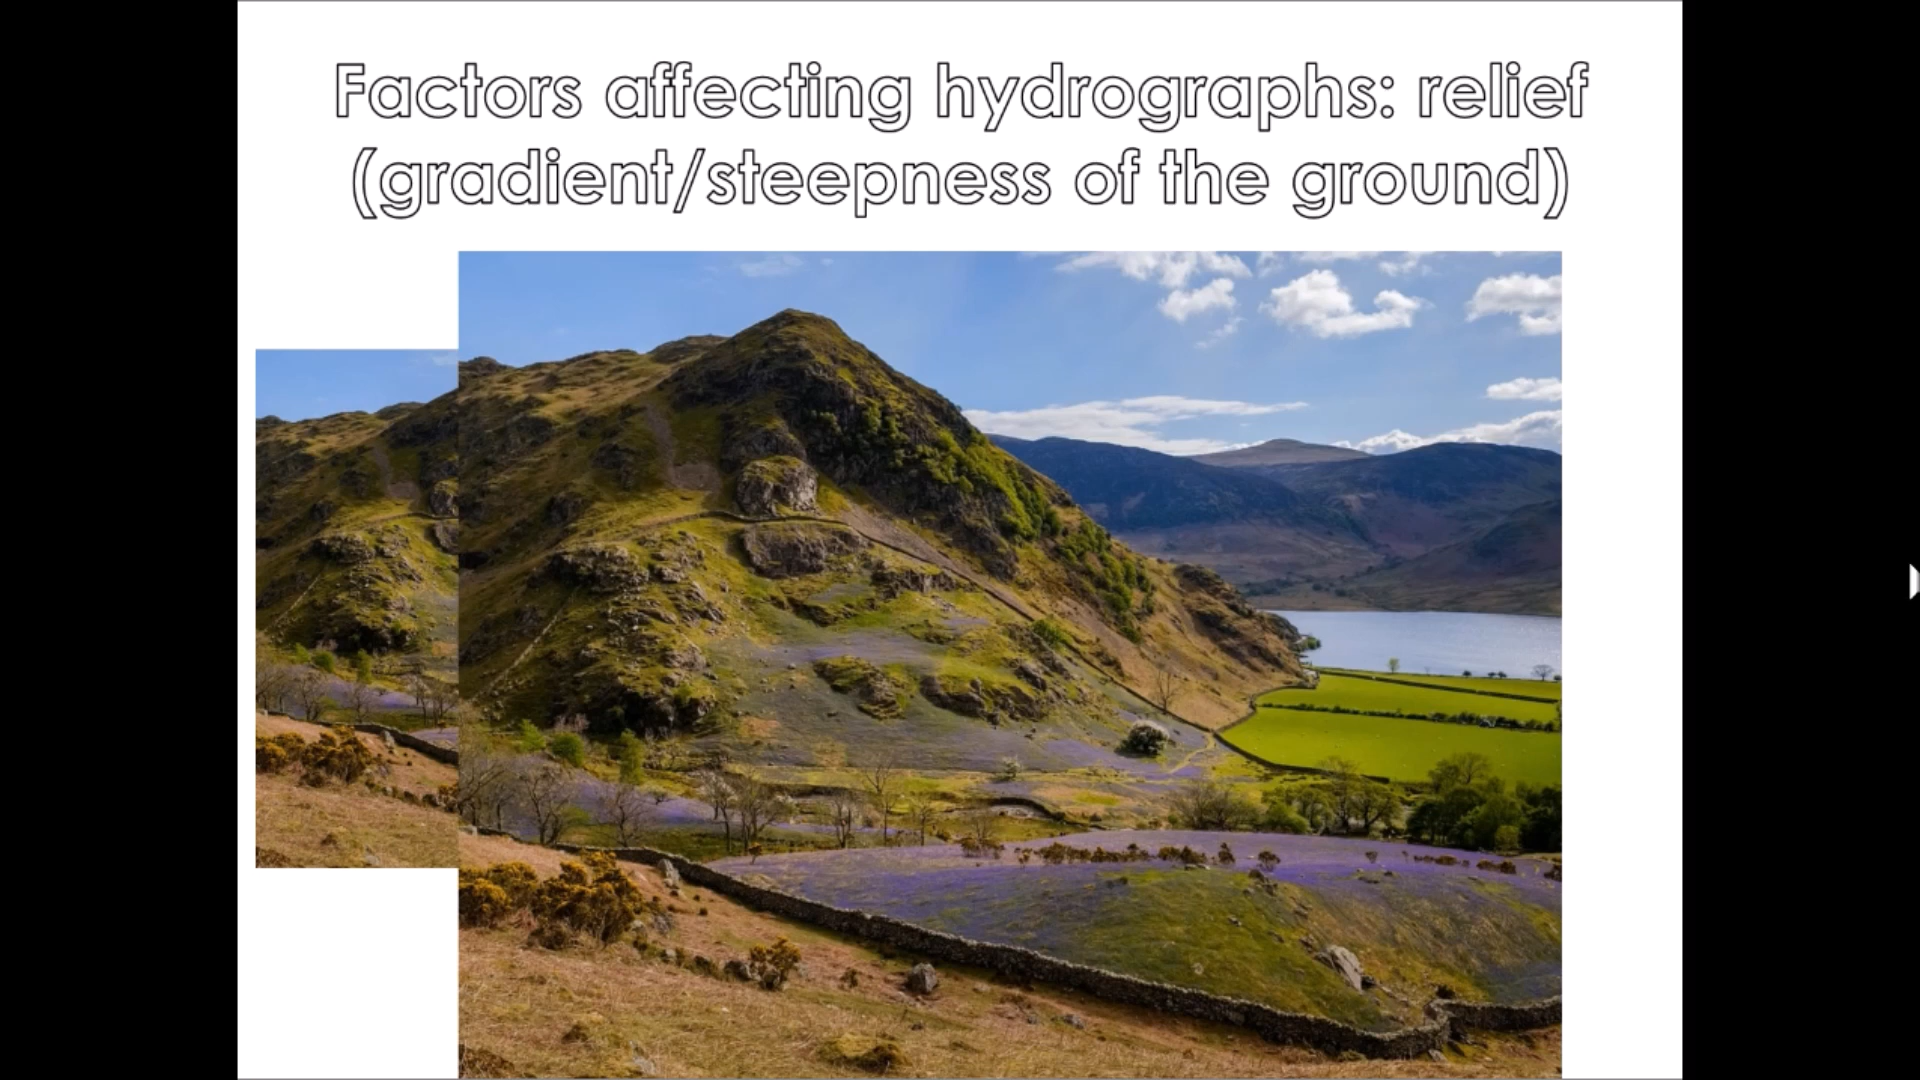 Factors affecting hydrographs: relief
(gradient/steepness of the ground)